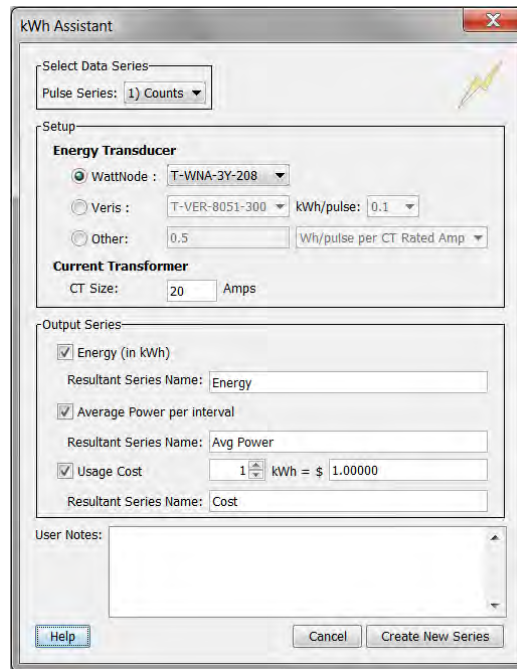 kWh Assistant
Select Data Series
Pulse Series: 1) Counts
Setup
Energy Transducer
WattNode : T-WNA-3Y-208
Veris : T-VER-8051-300 kWh/pulse: 0.1
Other: 0.5 Wh/pulse per CT Rated Amp
Current Transformer
CT Size: 20 Amps
Output Series
Energy (in kWh)
Resultant Series Name: Energy
Average Power per interval
Resultant Series Name: Avg Power
Usage Cost 1 kWh = $ 1.00000
Resultant Series Name: Cost
User Notes:
Help Cancel Create New Series